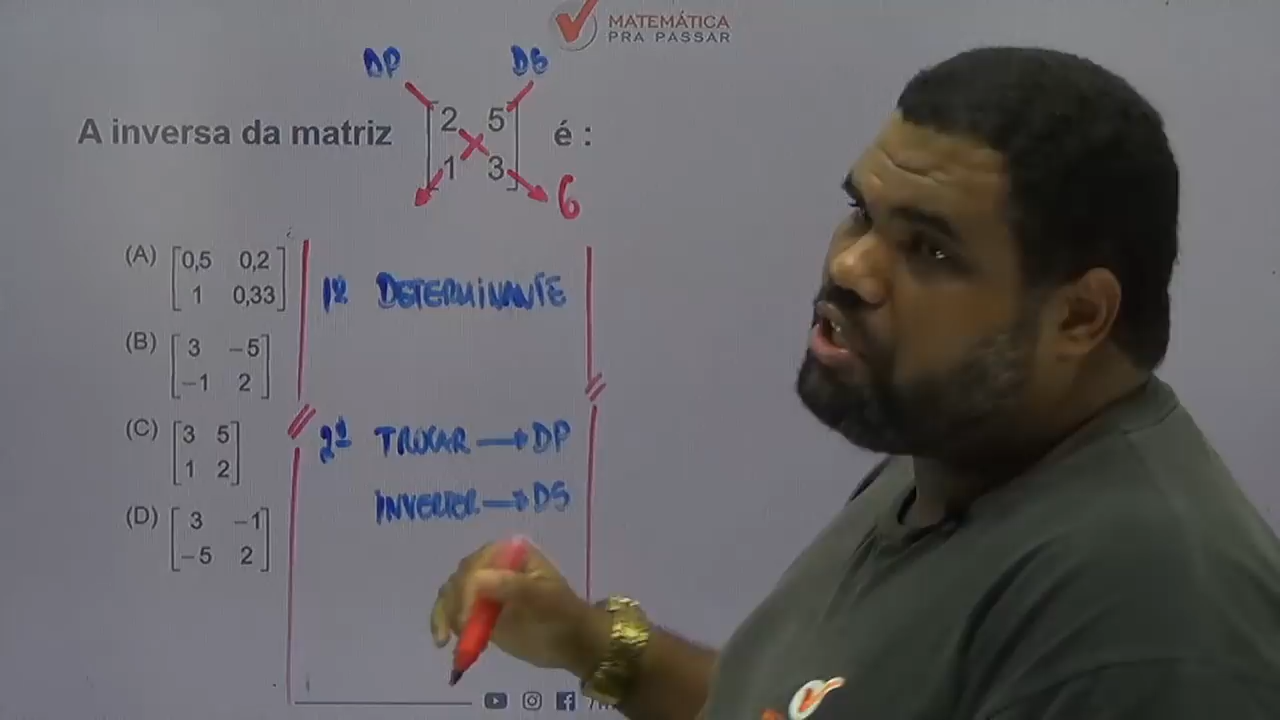 MATEMÁTICA
PRA PASSAR
DP DS
A inversa da matriz [2 5] é :
[1 3] 6
(A) [0,5 0,2]
[1 0,33]
1º DETERMINANTE
(B) [3 −5]
[−1 2]
(C) [3 5]
[1 2]
2º TROCAR → DP
INVERTER → DS
(D) [3 −1]
[−5 2]